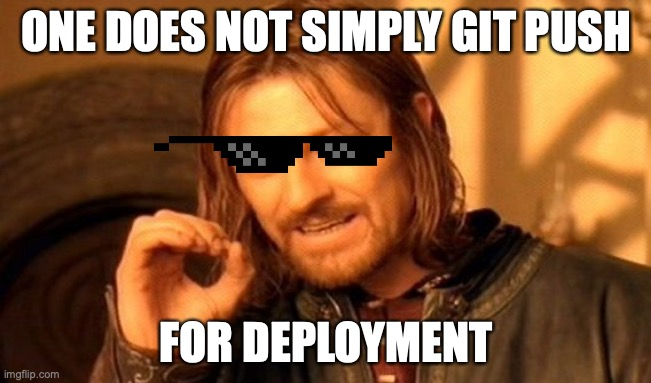 ONE DOES NOT SIMPLY GIT PUSH
FOR DEPLOYMENT
imgflip.com